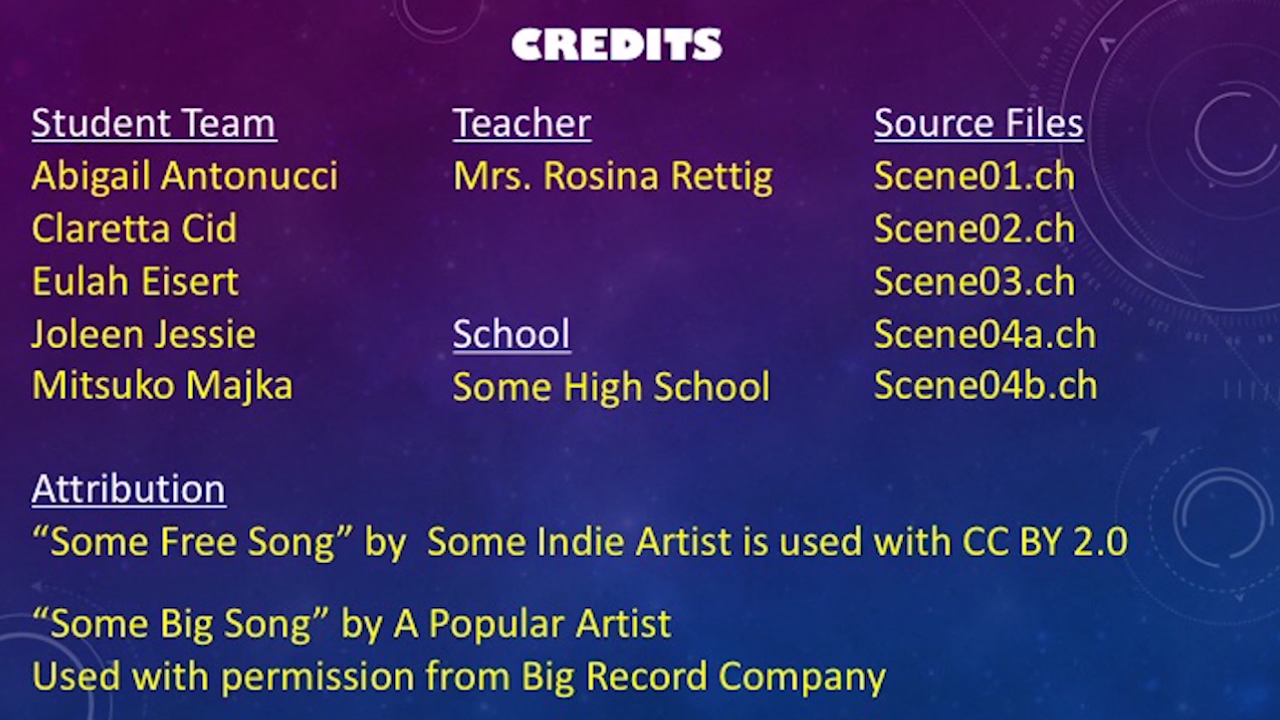 CREDITS
Student Team
Abigail Antonucci
Claretta Cid
Eulah Eisert
Joleen Jessie
Mitsuko Majka
Teacher
Mrs. Rosina Rettig
School
Some High School
Source Files
Scene01.ch
Scene02.ch
Scene03.ch
Scene04a.ch
Scene04b.ch
Attribution
“Some Free Song” by  Some Indie Artist is used with CC BY 2.0
“Some Big Song” by A Popular Artist
Used with permission from Big Record Company